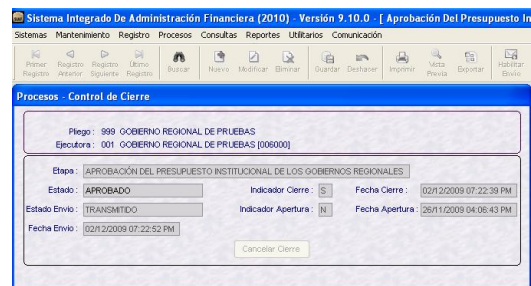 Sistema Integrado De Administración Financiera (2010) - Versión 9.10.0 - [ Aprobación Del Presupuesto In
Sistemas Mantenimiento Registro Procesos Consultas Reportes Utilitarios Comunicación
Primer Registro Registro Anterior Registro Siguiente Último Registro Buscar Nuevo Modificar Eliminar Guardar Deshacer Imprimir Vista Previa Exportar Habilitar Envio
Procesos - Control de Cierre
Pliego : 999 GOBIERNO REGIONAL DE PRUEBAS
Ejecutora : 001 GOBIERNO REGIONAL DE PRUEBAS [006000]
Etapa : APROBACIÓN DEL PRESUPUESTO INSTITUCIONAL DE LOS GOBIERNOS REGIONALES
Estado : APROBADO Indicador Cierre : S Fecha Cierre : 02/12/2009 07:22:39 PM
Estado Envio : TRANSMITIDO Indicador Apertura : N Fecha Apertura : 26/11/2009 04:06:43 PM
Fecha Envio : 02/12/2009 07:22:52 PM
Cancelar Cierre